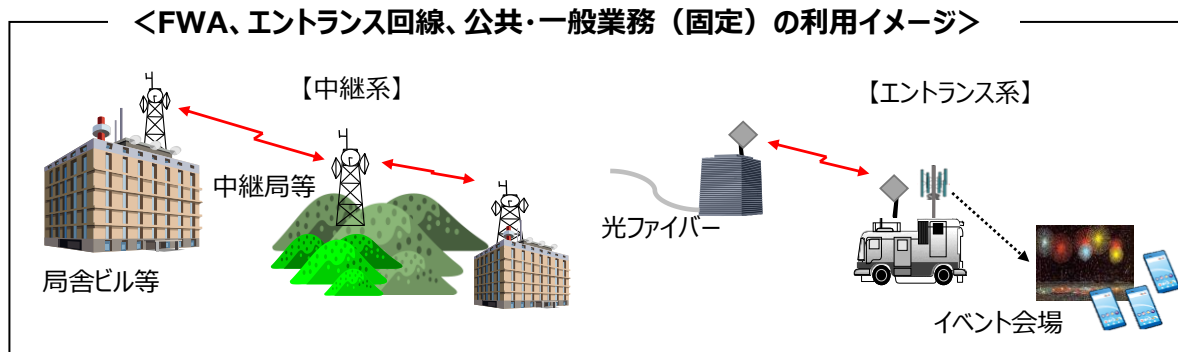 <FWA、エントランス回線、公共・一般業務（固定）の利用イメージ>
【中継系】
【エントランス系】
中継局等
光ファイバー
局舎ビル等
イベント会場